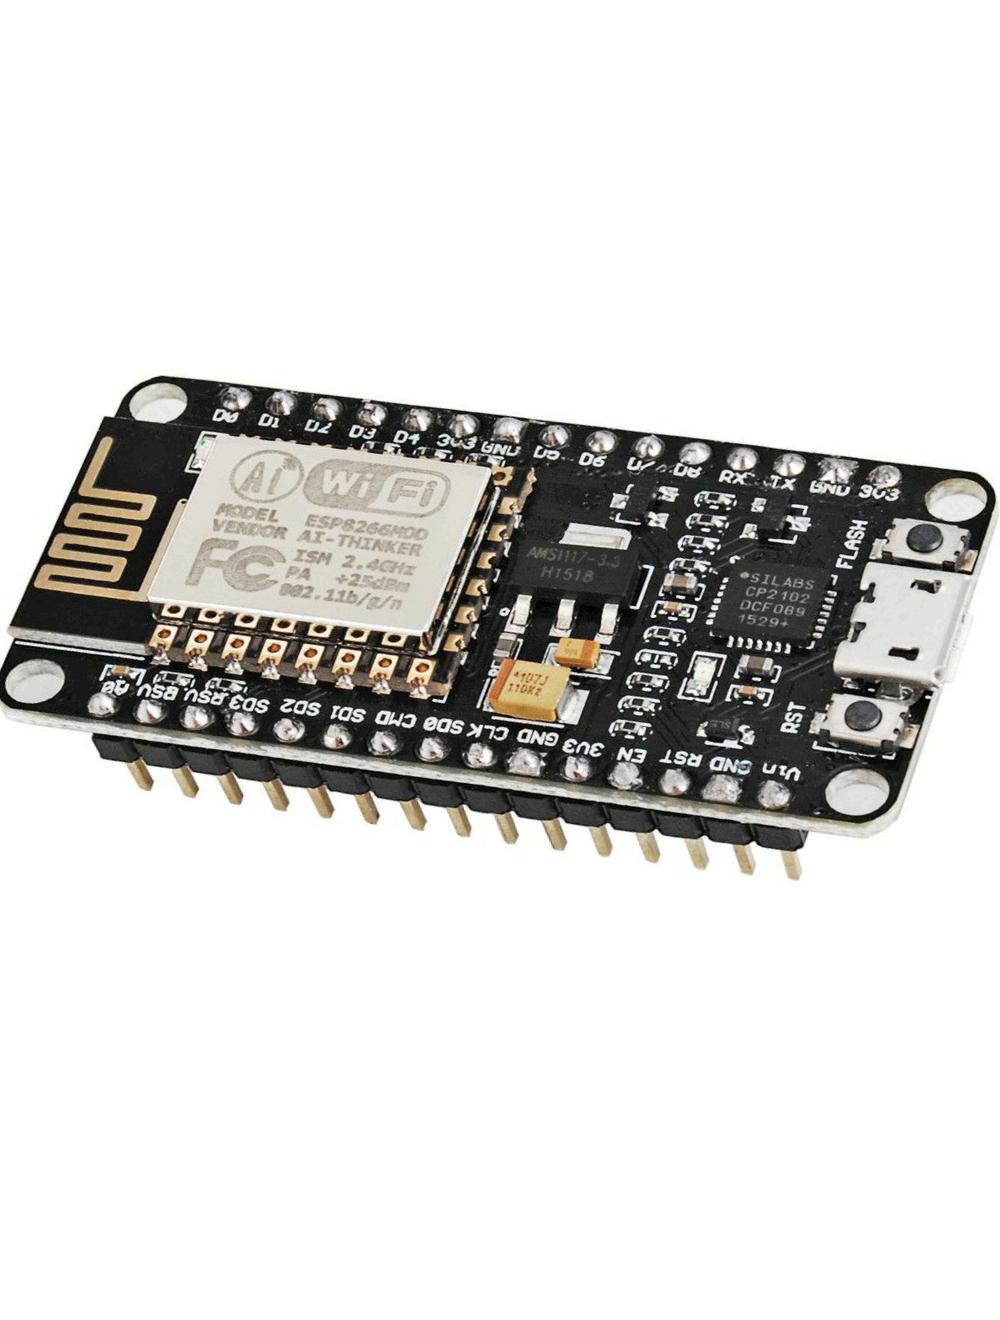 D0 D1 D2 D3 D4 3V3 GND D5 D6 D7 D8 RX TX GND 3V3
Ai WiFi
MODEL ESP8266MOD
VENDOR AI-THINKER
FC ISM 2.4GHz
PA +25dBm
802.11b/g/n
AMS1117-3.3
H1518
SILABS
CP2102
DCF089
1529+
FLASH
107J
RST
A0 RSV RSV SD3 SD2 SD1 CMD SD0 CLK GND 3V3 EN RST GND Vin